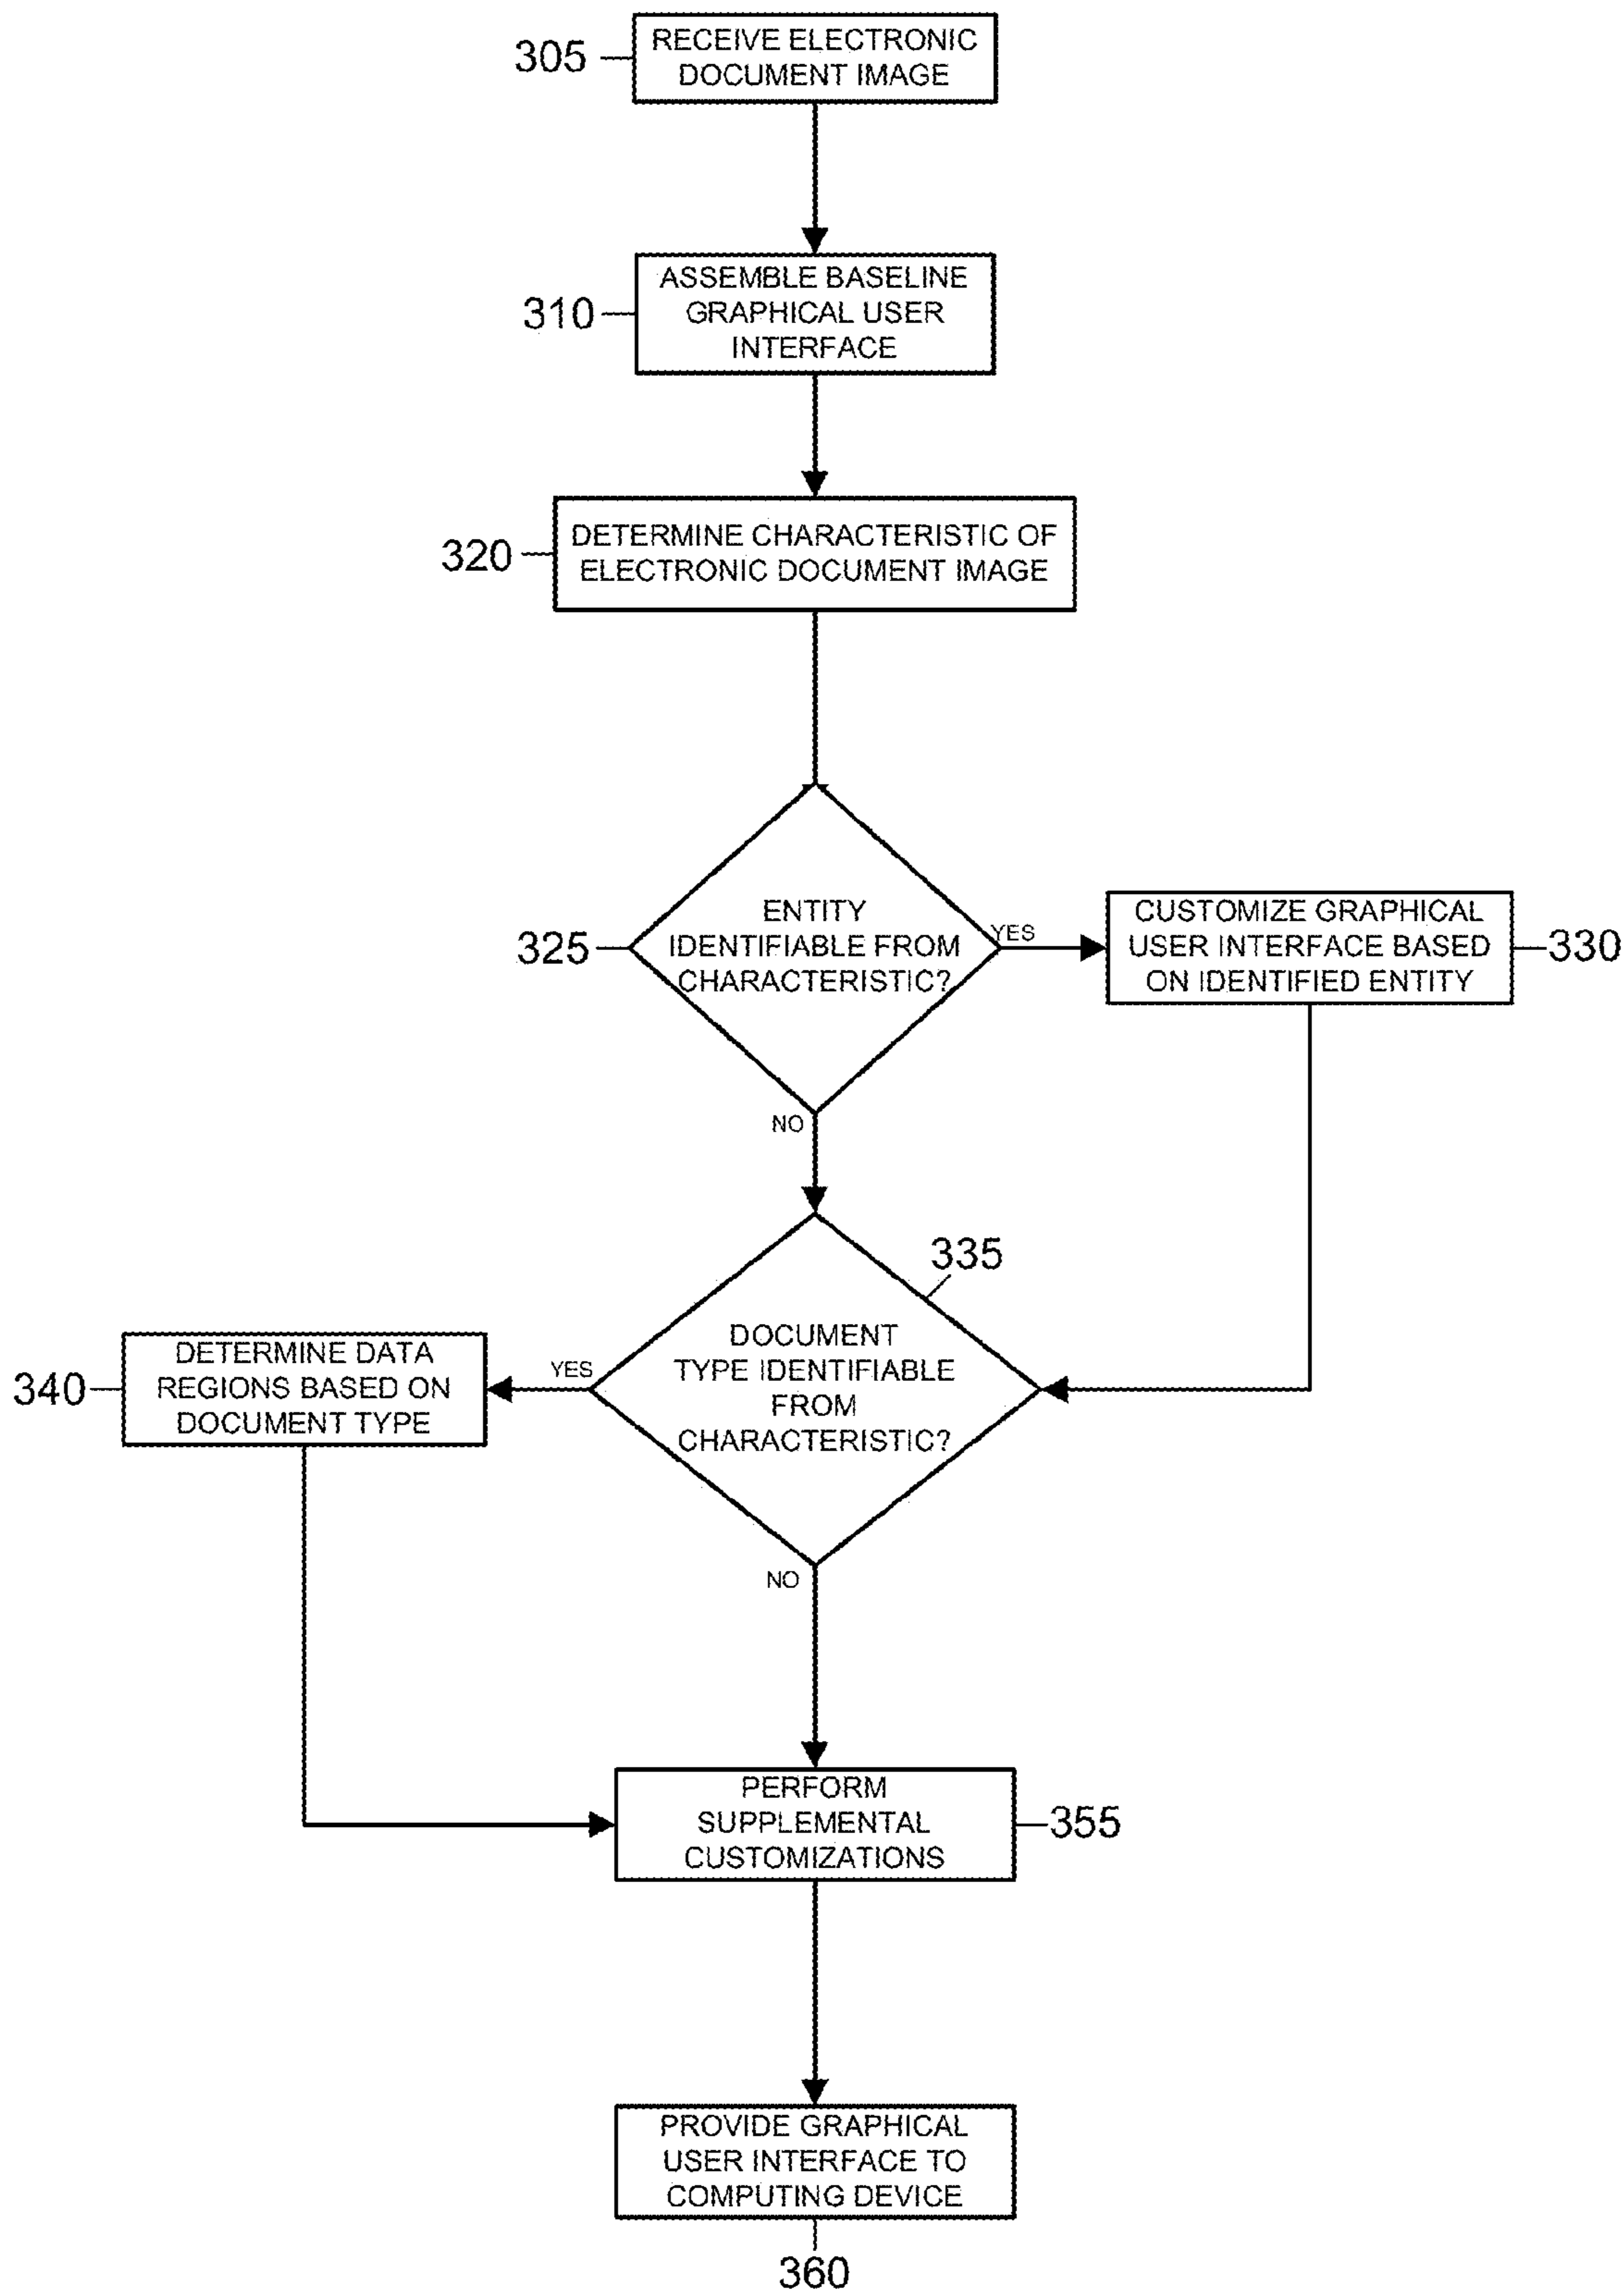 305
RECEIVE ELECTRONIC
DOCUMENT IMAGE
310
ASSEMBLE BASELINE
GRAPHICAL USER
INTERFACE
320
DETERMINE CHARACTERISTIC OF
ELECTRONIC DOCUMENT IMAGE
325
ENTITY
IDENTIFIABLE FROM
CHARACTERISTIC?
YES
NO
CUSTOMIZE GRAPHICAL
USER INTERFACE BASED
ON IDENTIFIED ENTITY
330
335
DOCUMENT
TYPE IDENTIFIABLE
FROM
CHARACTERISTIC?
YES
NO
340
DETERMINE DATA
REGIONS BASED ON
DOCUMENT TYPE
PERFORM
SUPPLEMENTAL
CUSTOMIZATIONS
355
PROVIDE GRAPHICAL
USER INTERFACE TO
COMPUTING DEVICE
360